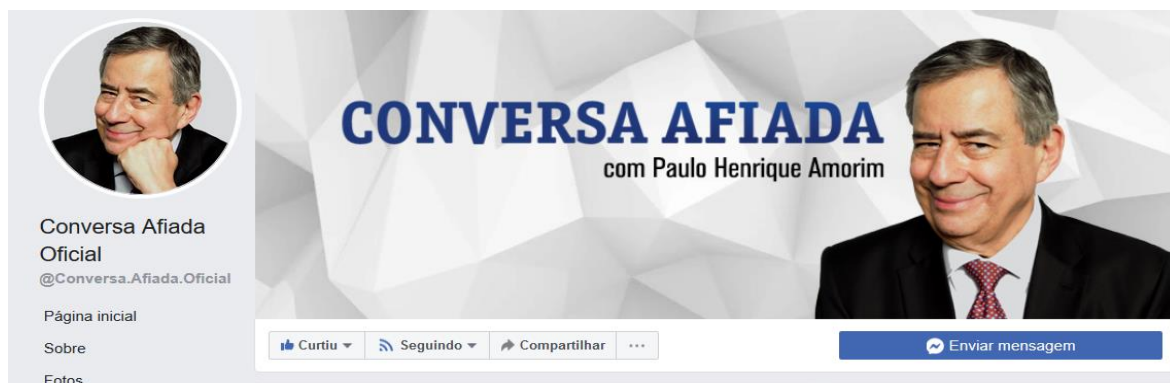 CONVERSA AFIADA
com Paulo Henrique Amorim
Conversa Afiada
Oficial
@Conversa.Afiada.Oficial
Página inicial
Sobre
Fotos
Curtiu
Seguindo
Compartilhar
Enviar mensagem